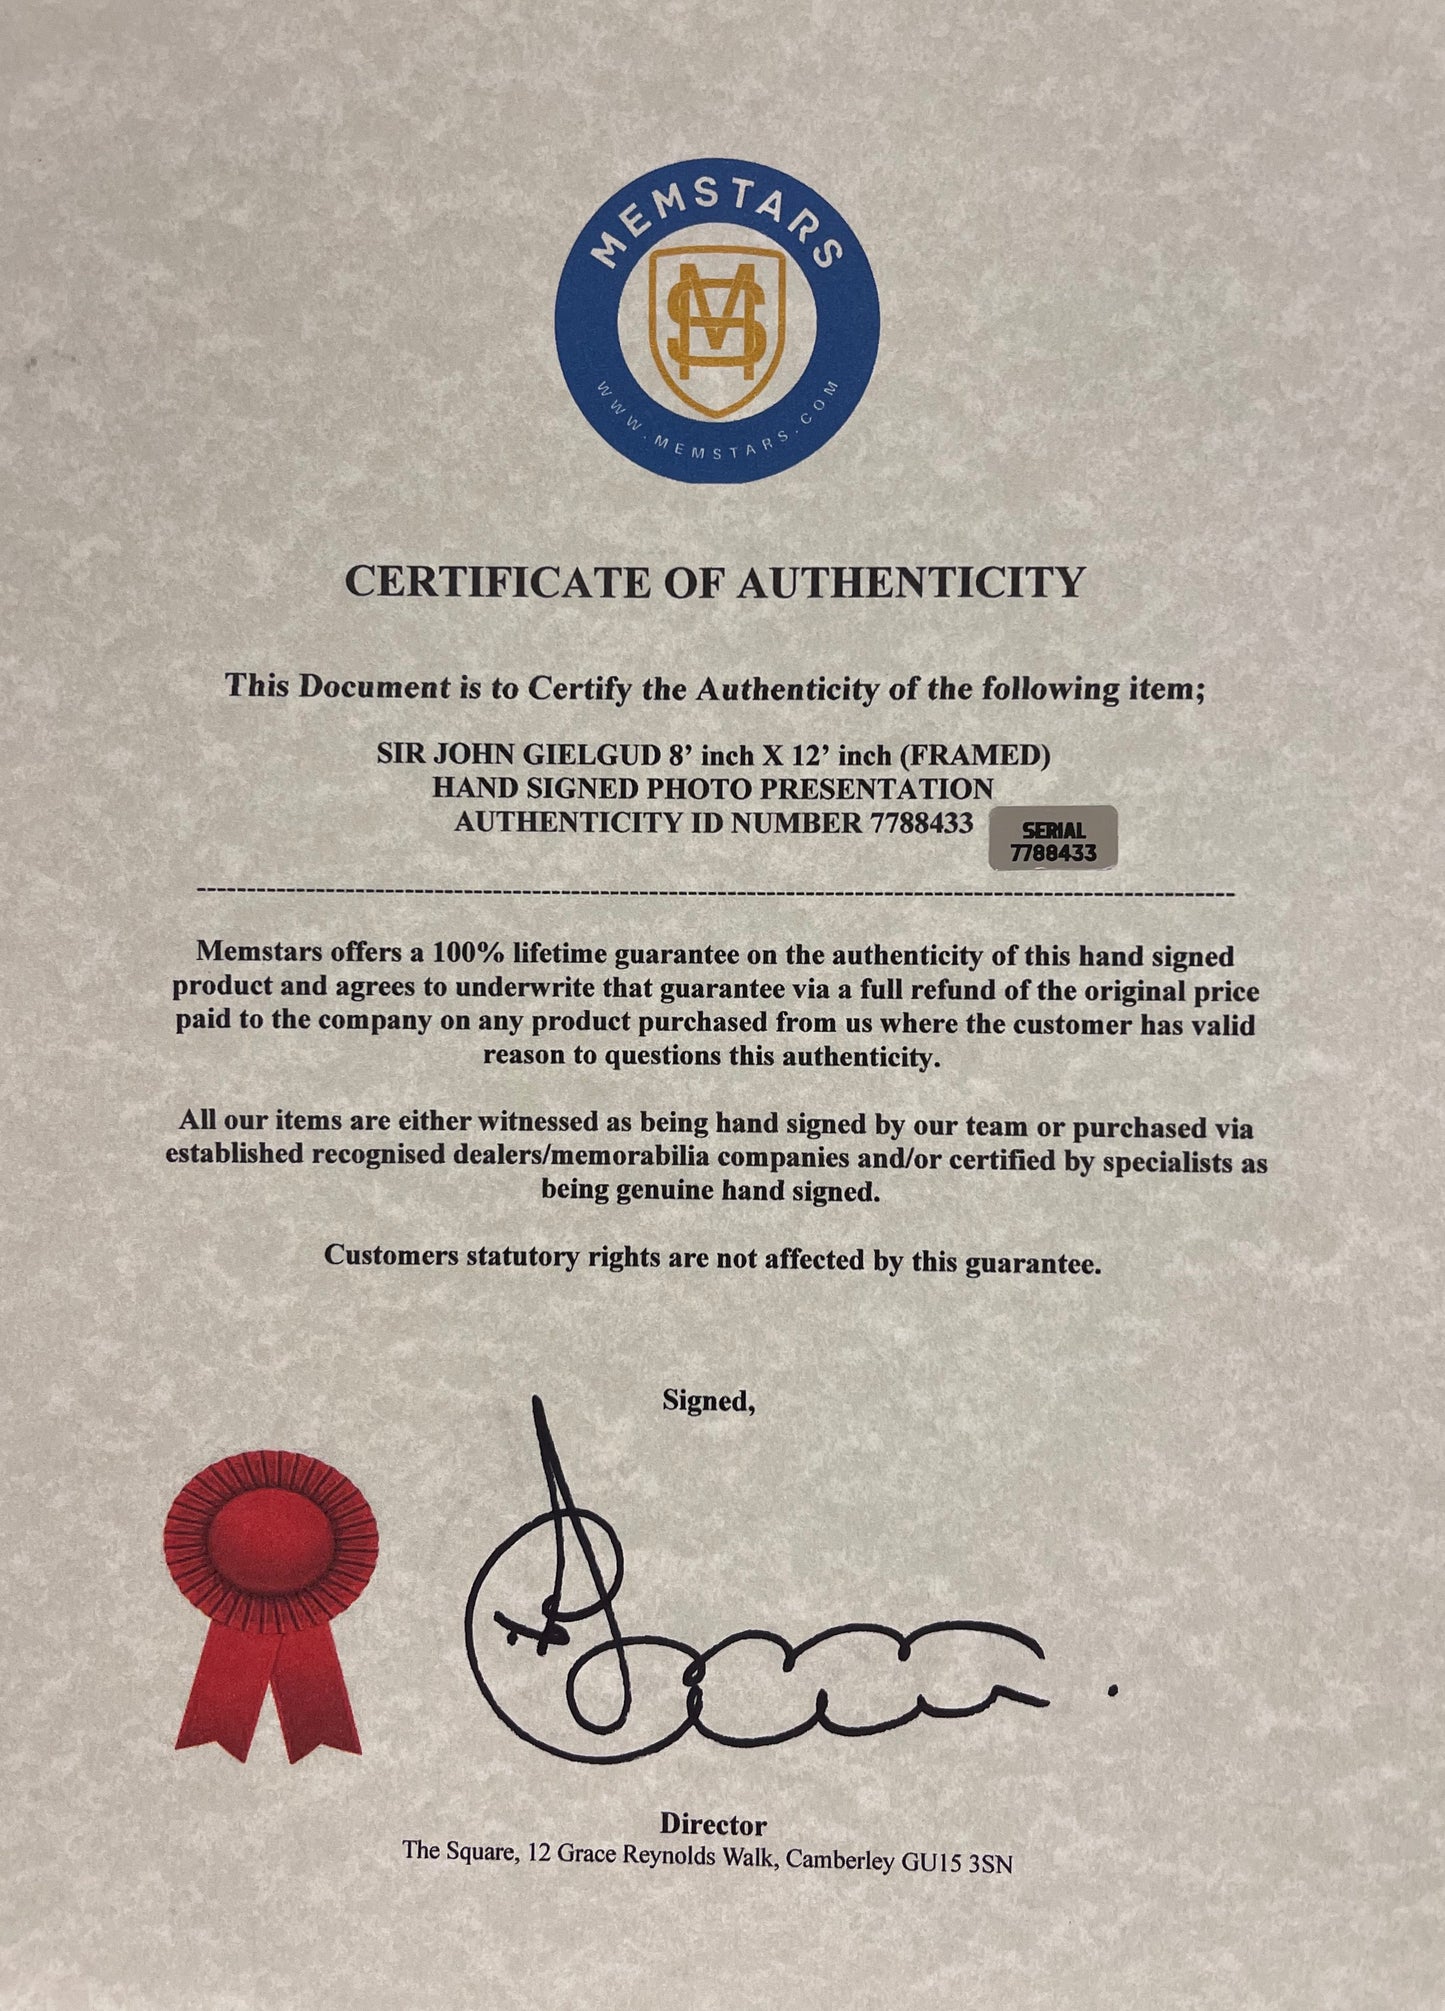 MEMSTARS
MS
WWW.MEMSTARS.COM
CERTIFICATE OF AUTHENTICITY
This Document is to Certify the Authenticity of the following item;
SIR JOHN GIELGUD 8’ inch X 12’ inch (FRAMED)
HAND SIGNED PHOTO PRESENTATION
AUTHENTICITY ID NUMBER 7788433
SERIAL
7788433
Memstars offers a 100% lifetime guarantee on the authenticity of this hand signed
product and agrees to underwrite that guarantee via a full refund of the original price
paid to the company on any product purchased from us where the customer has valid
reason to questions this authenticity.
All our items are either witnessed as being hand signed by our team or purchased via
established recognised dealers/memorabilia companies and/or certified by specialists as
being genuine hand signed.
Customers statutory rights are not affected by this guarantee.
Signed,
Director
The Square, 12 Grace Reynolds Walk, Camberley GU15 3SN